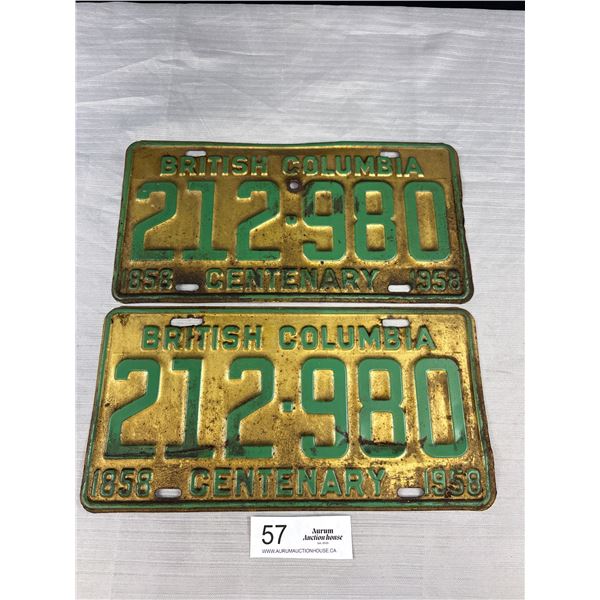 BRITISH COLUMBIA
212·980
1858 CENTENARY 1958
BRITISH COLUMBIA
212·980
1858 CENTENARY 1958
57
Aurum
Auction house
WWW.AURUMAUCTIONHOUSE.CA